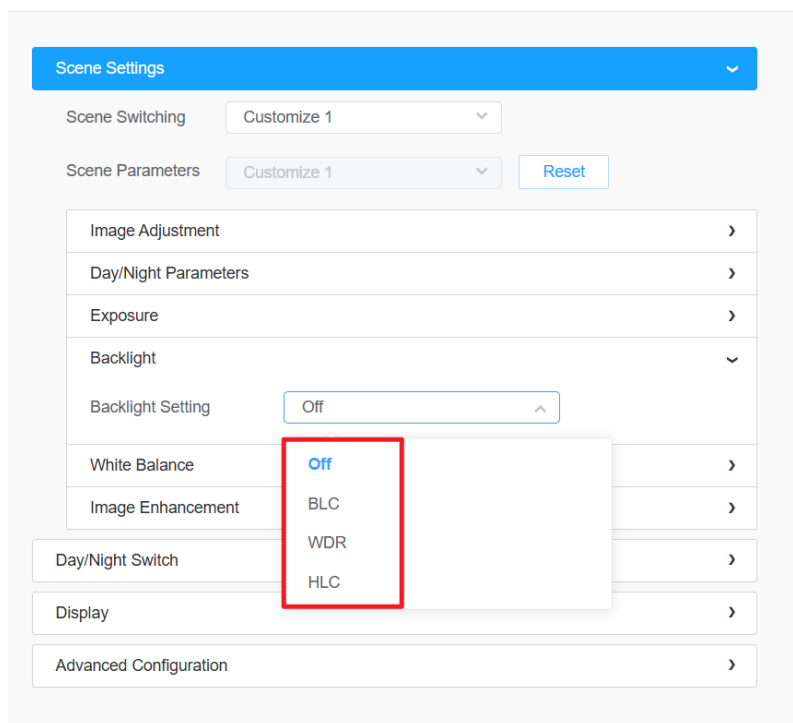 Scene Settings
Scene Switching Customize 1
Scene Parameters Customize 1 Reset
Image Adjustment
Day/Night Parameters
Exposure
Backlight
Backlight Setting Off
Off
White Balance
BLC
Image Enhancement
WDR
Day/Night Switch
HLC
Display
Advanced Configuration